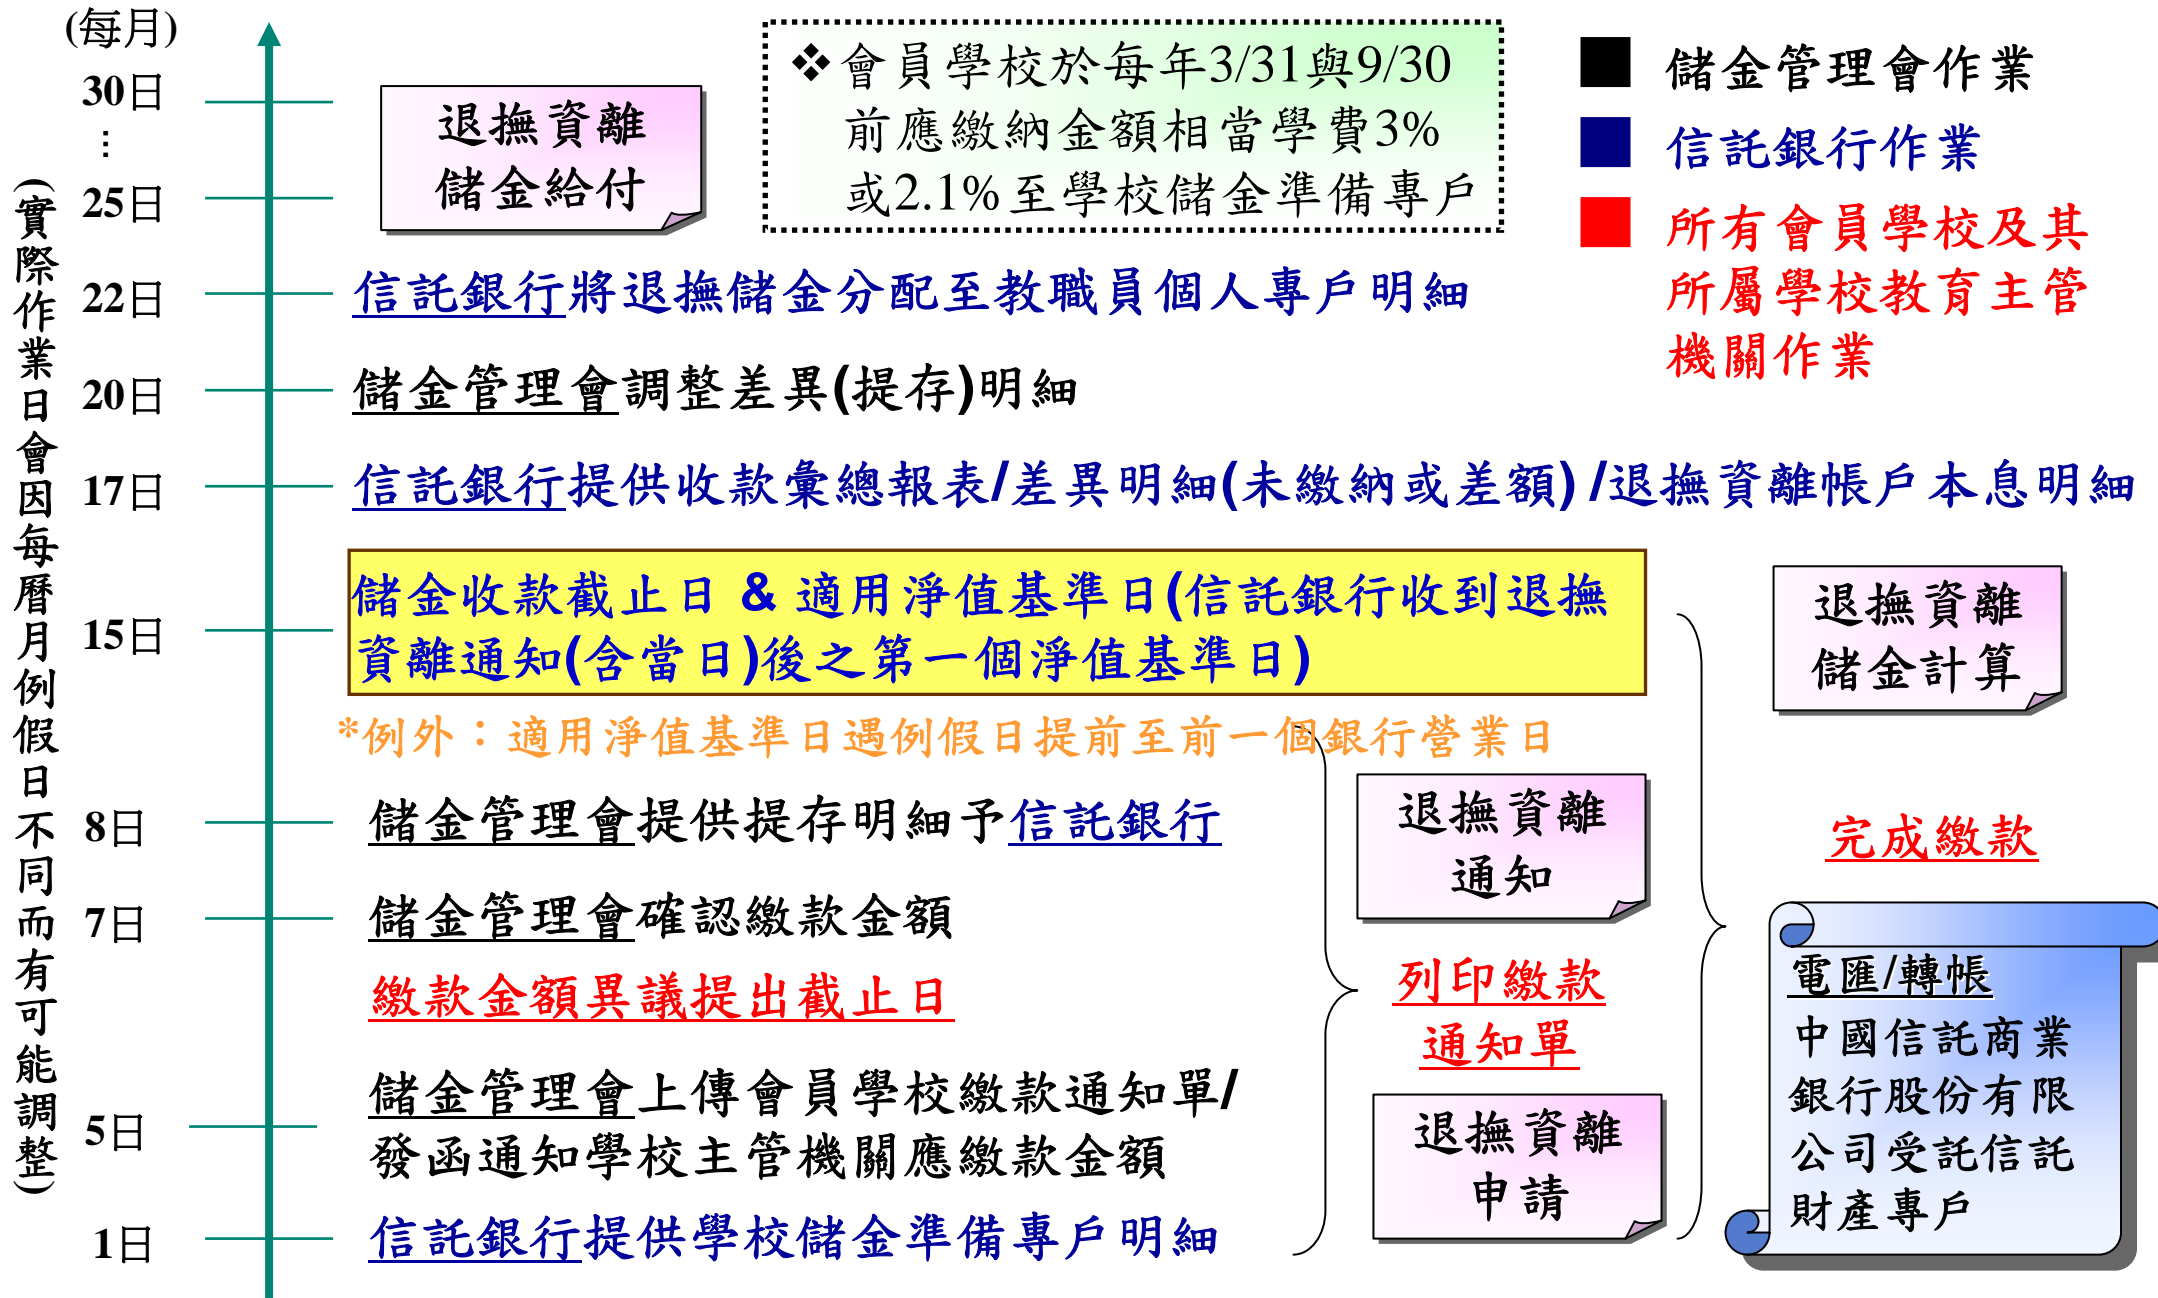 (每月)
30日
⋮
25日
22日
20日
17日
15日
8日
7日
5日
1日
(實際作業日會因每曆月例假日不同而有可能調整)
退撫資離
儲金給付
❖會員學校於每年3/31與9/30
前應繳納金額相當學費3%
或2.1%至學校儲金準備專戶
儲金管理會作業
信託銀行作業
所有會員學校及其
所屬學校教育主管
機關作業
信託銀行將退撫儲金分配至教職員個人專戶明細
儲金管理會調整差異(提存)明細
信託銀行提供收款彙總報表/差異明細(未繳納或差額) /退撫資離帳戶本息明細
儲金收款截止日 & 適用淨值基準日(信託銀行收到退撫
資離通知(含當日)後之第一個淨值基準日)
*例外：適用淨值基準日遇例假日提前至前一個銀行營業日
儲金管理會提供提存明細予信託銀行
儲金管理會確認繳款金額
繳款金額異議提出截止日
儲金管理會上傳會員學校繳款通知單/
發函通知學校主管機關應繳款金額
信託銀行提供學校儲金準備專戶明細
退撫資離
通知
列印繳款
通知單
退撫資離
申請
退撫資離
儲金計算
完成繳款
電匯/轉帳
中國信託商業
銀行股份有限
公司受託信託
財產專戶